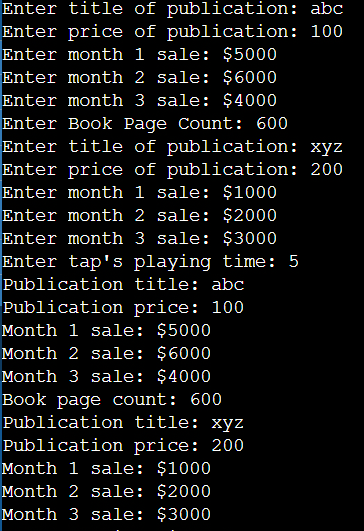 Enter title of publication: abc
Enter price of publication: 100
Enter month 1 sale: $5000
Enter month 2 sale: $6000
Enter month 3 sale: $4000
Enter Book Page Count: 600
Enter title of publication: xyz
Enter price of publication: 200
Enter month 1 sale: $1000
Enter month 2 sale: $2000
Enter month 3 sale: $3000
Enter tap's playing time: 5
Publication title: abc
Publication price: 100
Month 1 sale: $5000
Month 2 sale: $6000
Month 3 sale: $4000
Book page count: 600
Publication title: xyz
Publication price: 200
Month 1 sale: $1000
Month 2 sale: $2000
Month 3 sale: $3000